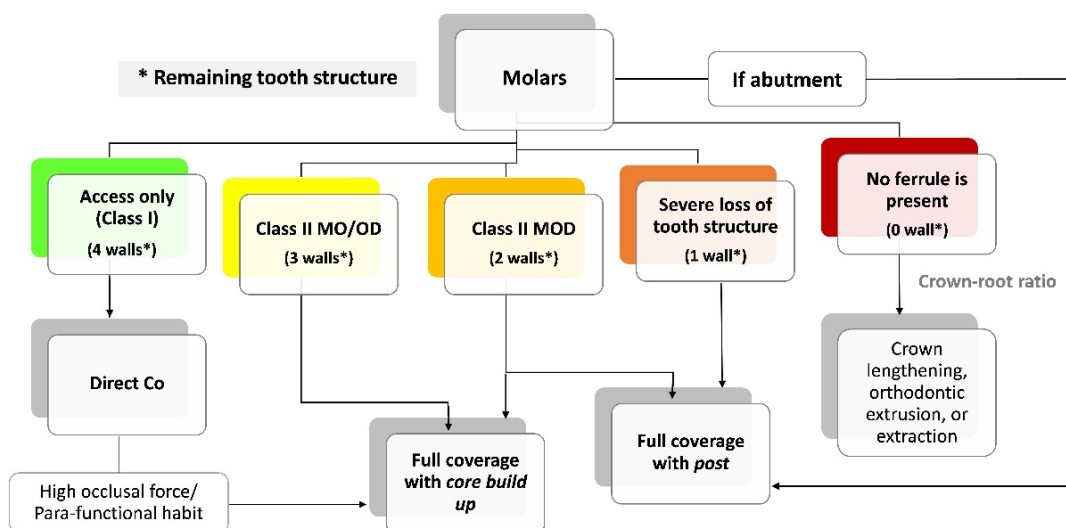 * Remaining tooth structure
Molars
If abutment
Access only
(Class I)
(4 walls*)
Class II MO/OD
(3 walls*)
Class II MOD
(2 walls*)
Severe loss of
tooth structure
(1 wall*)
No ferrule is
present
(0 wall*)
Crown-root ratio
Direct Co
Full coverage
with core build
up
Full coverage
with post
Crown
lengthening,
orthodontic
extrusion, or
extraction
High occlusal force/
Para-functional habit